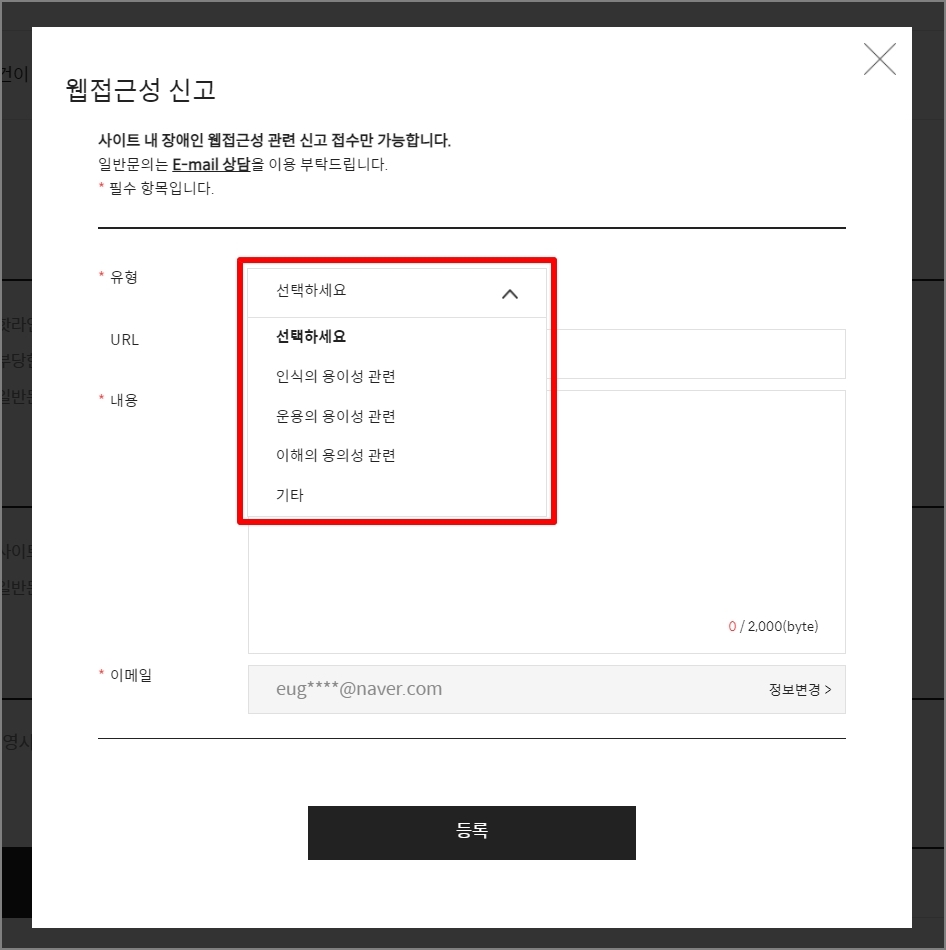 웹접근성 신고
사이트 내 장애인 웹접근성 관련 신고 접수만 가능합니다.
일반문의는 E-mail 상담을 이용 부탁드립니다.
* 필수 항목입니다.
* 유형
선택하세요
선택하세요
인식의 용이성 관련
운용의 용이성 관련
이해의 용의성 관련
기타
URL
* 내용
0 / 2,000(byte)
* 이메일
eug****@naver.com
정보변경 >
등록